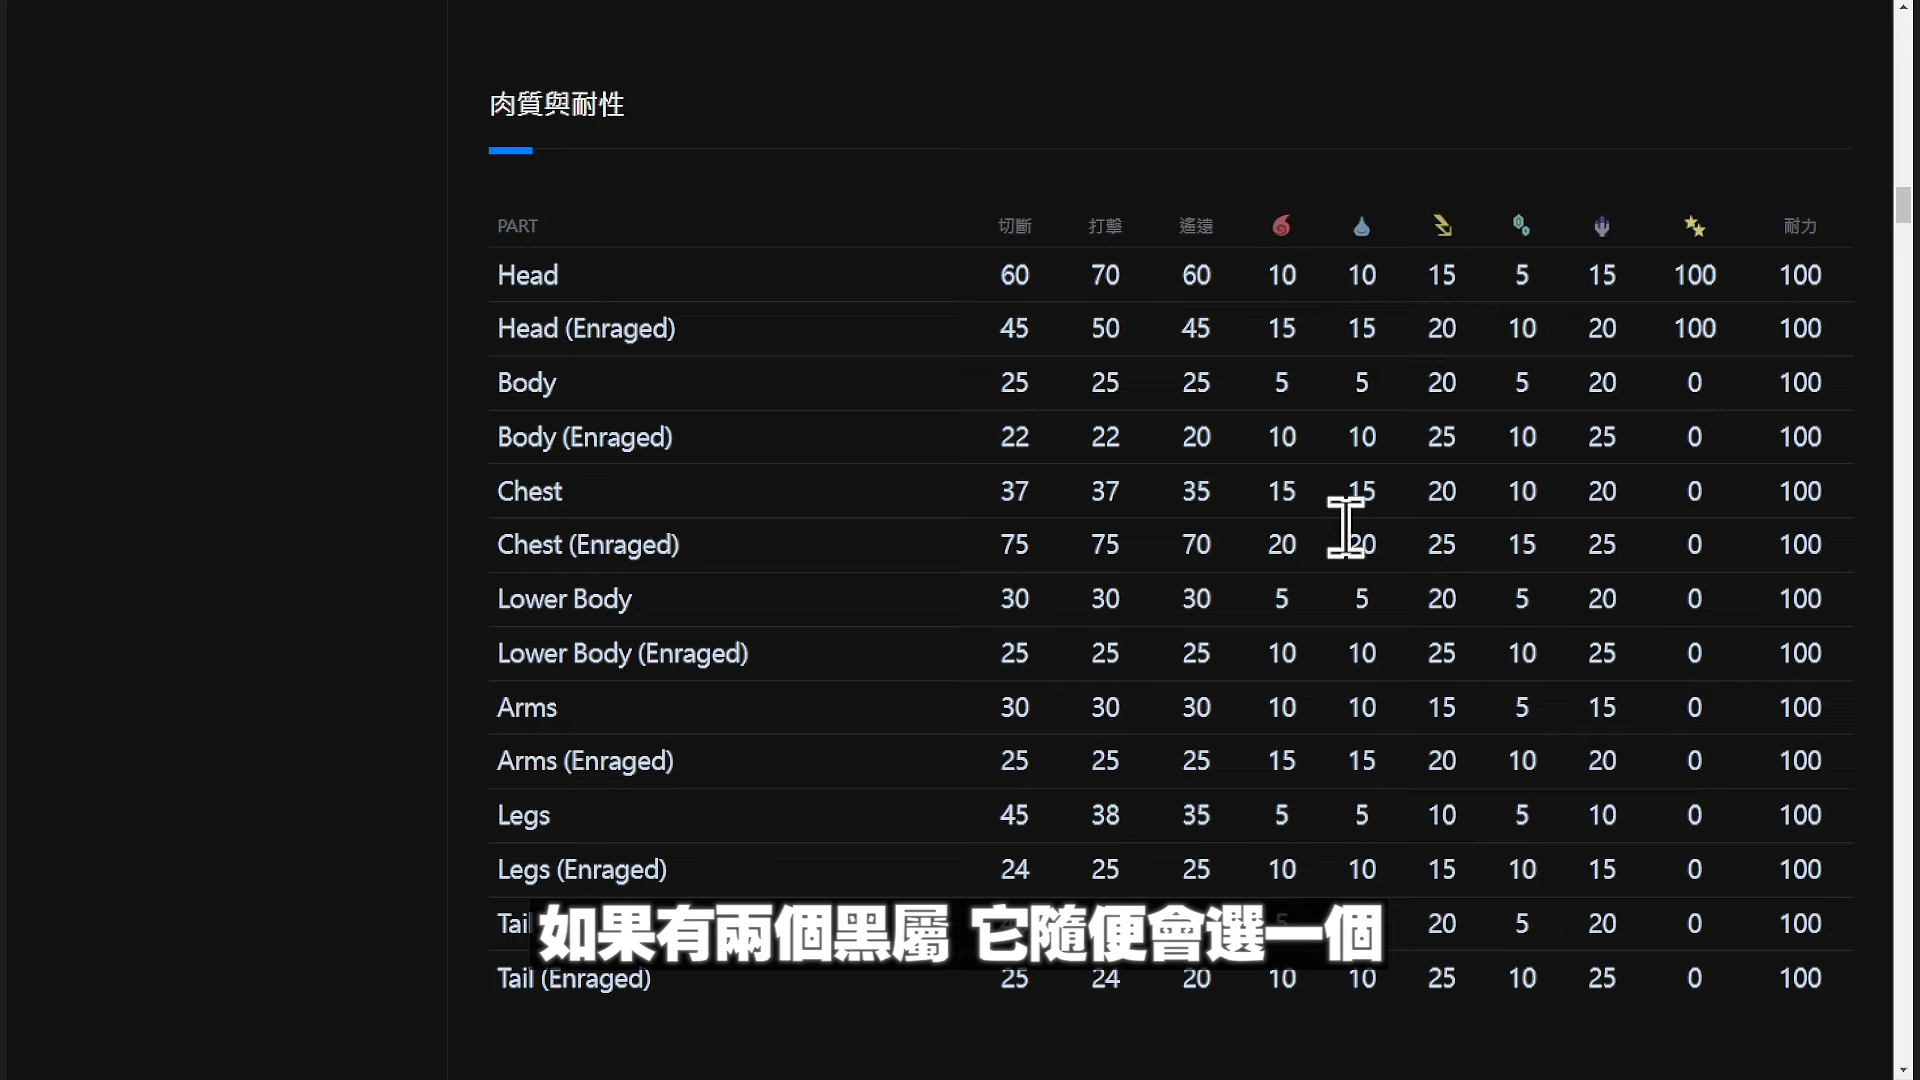 肉質與耐性
PART 切斷 打擊 遙遠 耐力
Head 60 70 60 10 10 15 5 15 100 100
Head (Enraged) 45 50 45 15 15 20 10 20 100 100
Body 25 25 25 5 5 20 5 20 0 100
Body (Enraged) 22 22 20 10 10 25 10 25 0 100
Chest 37 37 35 15 15 20 10 20 0 100
Chest (Enraged) 75 75 70 20 20 25 15 25 0 100
Lower Body 30 30 30 5 5 20 5 20 0 100
Lower Body (Enraged) 25 25 25 10 10 25 10 25 0 100
Arms 30 30 30 10 10 15 5 15 0 100
Arms (Enraged) 25 25 25 15 15 20 10 20 0 100
Legs 45 38 35 5 5 10 5 10 0 100
Legs (Enraged) 24 25 25 10 10 15 10 15 0 100
Tail 20 5 20 0 100
如果有兩個黑屬 它隨便會選一個
Tail (Enraged) 25 24 20 10 10 25 10 25 0 100